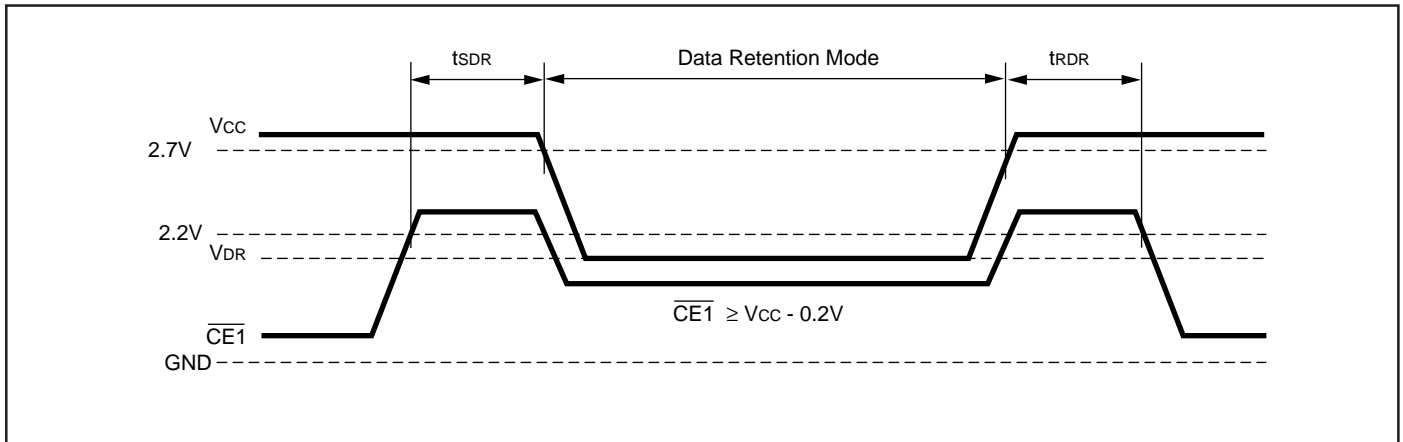 tSDR
Data Retention Mode
tRDR
VCC
2.7V
2.2V
VDR
CE1 ≥ VCC - 0.2V
CE1
GND